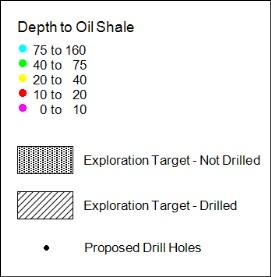 Depth to Oil Shale
75 to 160
40 to 75
20 to 40
10 to 20
0 to 10
Exploration Target - Not Drilled
Exploration Target - Drilled
Proposed Drill Holes